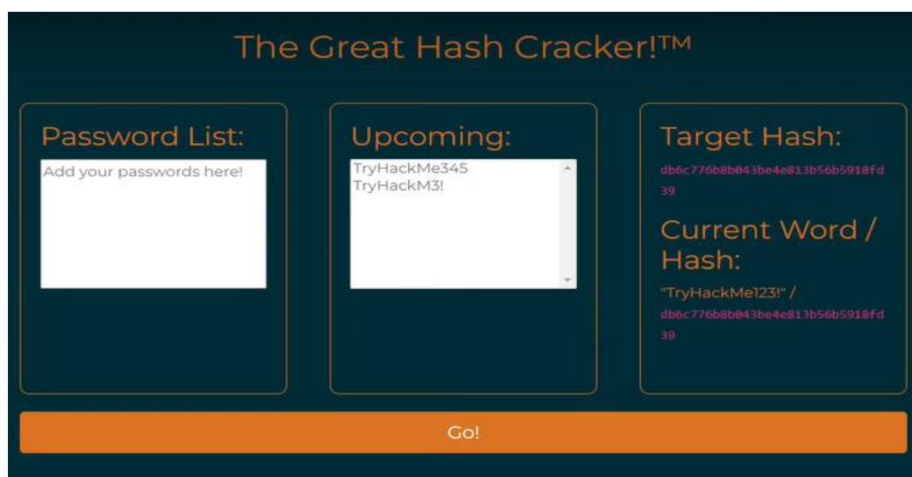 The Great Hash Cracker!™
Password List:
Add your passwords here!
Upcoming:
TryHackMe345
TryHackM3!
Target Hash:
db6c776b8b043be4e813b56b5918fd
39
Current Word /
Hash:
"TryHackMe123!" /
db6c776b8b043be4e813b56b5918fd
39
Go!